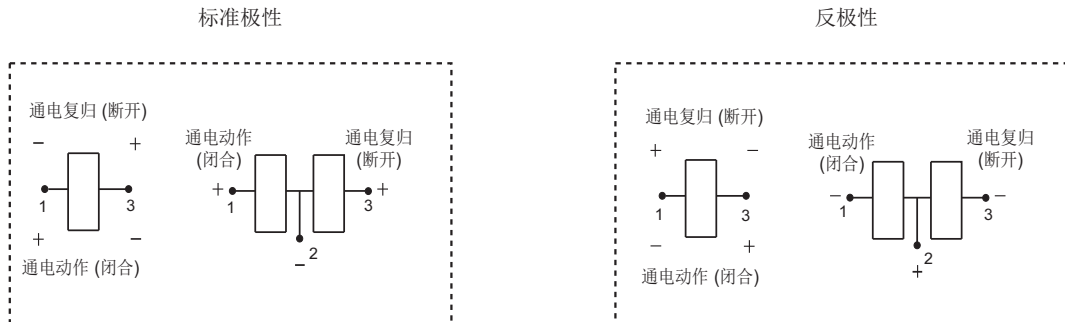 标准极性
通电复归 (断开)
− +
1 3
+ −
通电动作 (闭合)
通电动作
(闭合)
通电复归
(断开)
+ +
1 3
2
−
反极性
通电复归 (断开)
+ −
1 3
− +
通电动作 (闭合)
通电动作
(闭合)
通电复归
(断开)
− −
1 3
2
+